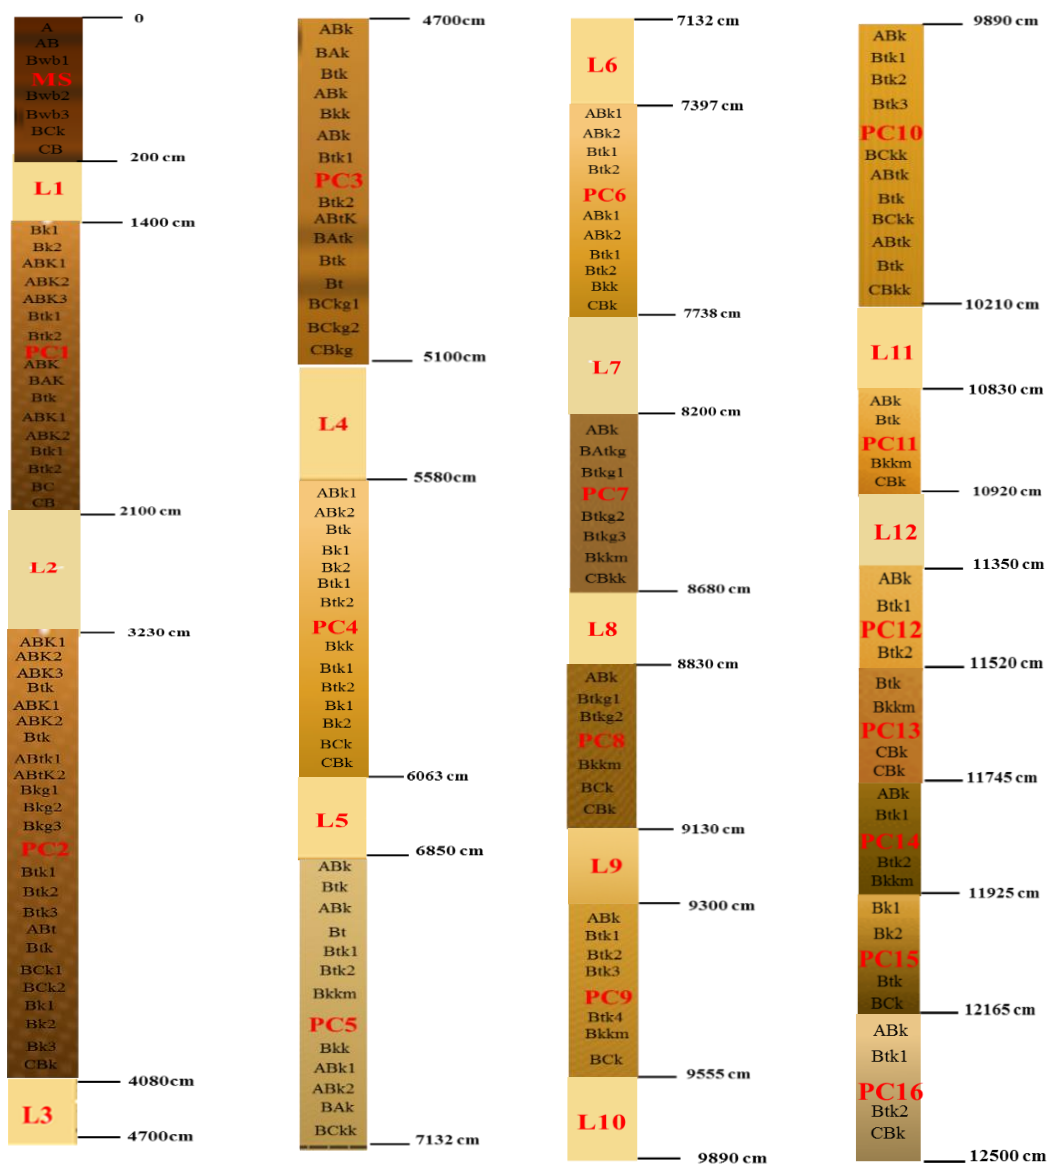 0
A
AB
Bwb1
MS
Bwb2
Bwb3
BCk
CB
200 cm
L1
1400 cm
Bk1
Bk2
ABK1
ABK2
ABK3
Btk1
Btk2
PC1
ABK
BAK
Btk
ABK1
ABK2
Btk1
Btk2
BC
CB
2100 cm
L2
3230 cm
ABK1
ABK2
ABK3
Btk
ABK1
ABK2
Btk
ABtk1
ABtK2
Bkg1
Bkg2
Bkg3
PC2
Btk1
Btk2
Btk3
ABt
Btk
BCk1
BCk2
Bk1
Bk2
Bk3
CBk
4080cm
L3
4700cm
4700cm
ABk
BAk
Btk
ABk
Bkk
ABk
Btk1
PC3
Btk2
ABtK
BAtk
Btk
Bt
BCkg1
BCkg2
CBkg
5100cm
L4
5580cm
ABk1
ABk2
Btk
Bk1
Bk2
Btk1
Btk2
PC4
Bkk
Btk1
Btk2
Bk1
Bk2
BCk
CBk
6063 cm
L5
6850 cm
ABk
Btk
ABk
Bt
Btk1
Btk2
Bkkm
PC5
Bkk
ABk1
ABk2
BAk
BCkk
7132 cm
7132 cm
L6
7397 cm
ABk1
ABk2
Btk1
Btk2
PC6
ABk1
ABk2
Btk1
Btk2
Bkk
CBk
7738 cm
L7
8200 cm
ABk
BAtkg
Btkg1
PC7
Btkg2
Btkg3
Bkkm
CBkk
8680 cm
L8
8830 cm
ABk
Btkg1
Btkg2
PC8
Bkkm
BCk
CBk
9130 cm
L9
9300 cm
ABk
Btk1
Btk2
Btk3
PC9
Btk4
Bkkm
BCk
9555 cm
L10
9890 cm
9890 cm
ABk
Btk1
Btk2
Btk3
PC10
BCkk
ABtk
Btk
BCkk
ABtk
Btk
CBkk
10210 cm
L11
10830 cm
ABk
Btk
PC11
Bkkm
CBk
10920 cm
L12
11350 cm
ABk
Btk1
PC12
Btk2
11520 cm
Btk
Bkkm
PC13
CBk
CBk
11745 cm
ABk
Btk1
PC14
Btk2
Bkkm
11925 cm
Bk1
Bk2
PC15
Btk
BCk
12165 cm
ABk
Btk1
PC16
Btk2
CBk
12500 cm